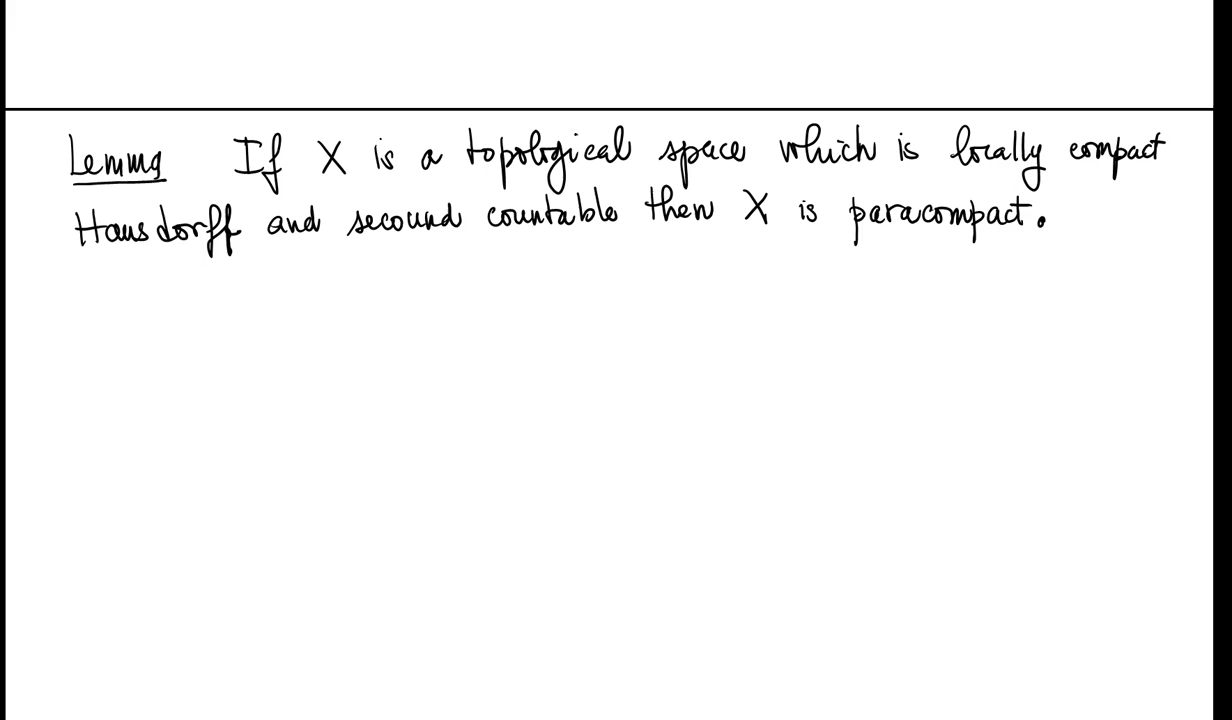 Lemma If X is a topological space which is locally compact
Hausdorff and secound countable then X is paracompact.